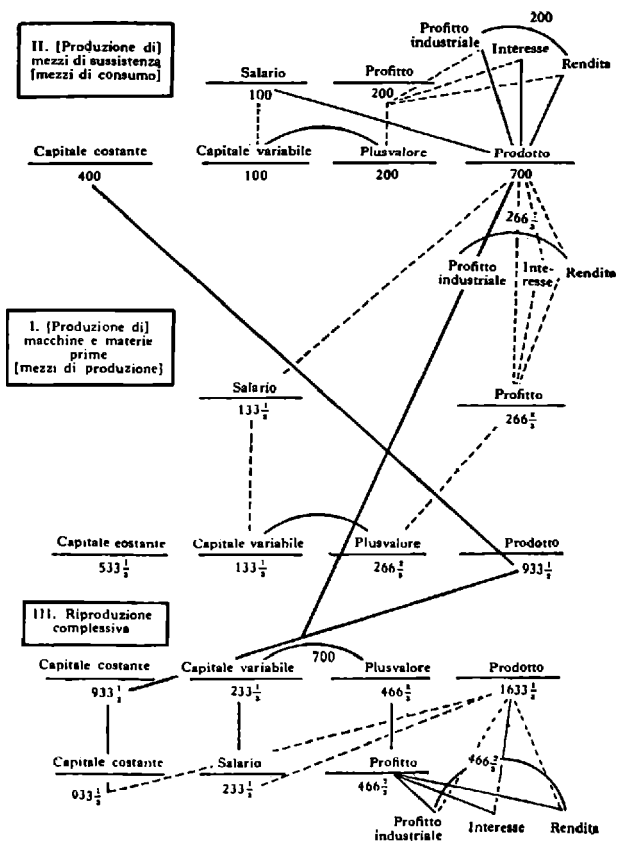 200
Profitto
industriale
Interesse
Rendita
II. [Produzione di]
mezzi di sussistenza
[mezzi di consumo]
Salario
100
Profitto
200
Capitale costante
400
Capitale variabile
100
Plusvalore
200
Prodotto
700
266 2/3
Profitto
industriale
Inte-
resse
Rendita
I. [Produzione di]
macchine e materie
prime
[mezzi di produzione]
Salario
133 1/3
Profitto
266 2/3
Capitale costante
533 1/3
Capitale variabile
133 1/3
Plusvalore
266 2/3
Prodotto
933 1/3
III. Riproduzione
complessiva
700
Capitale costante
933 1/3
Capitale variabile
233 1/3
Plusvalore
466 2/3
Prodotto
1633 1/3
Capitale costante
933 1/3
Salario
233 1/3
Profitto
466 2/3
466 2/3
Profitto
industriale
Interesse
Rendita